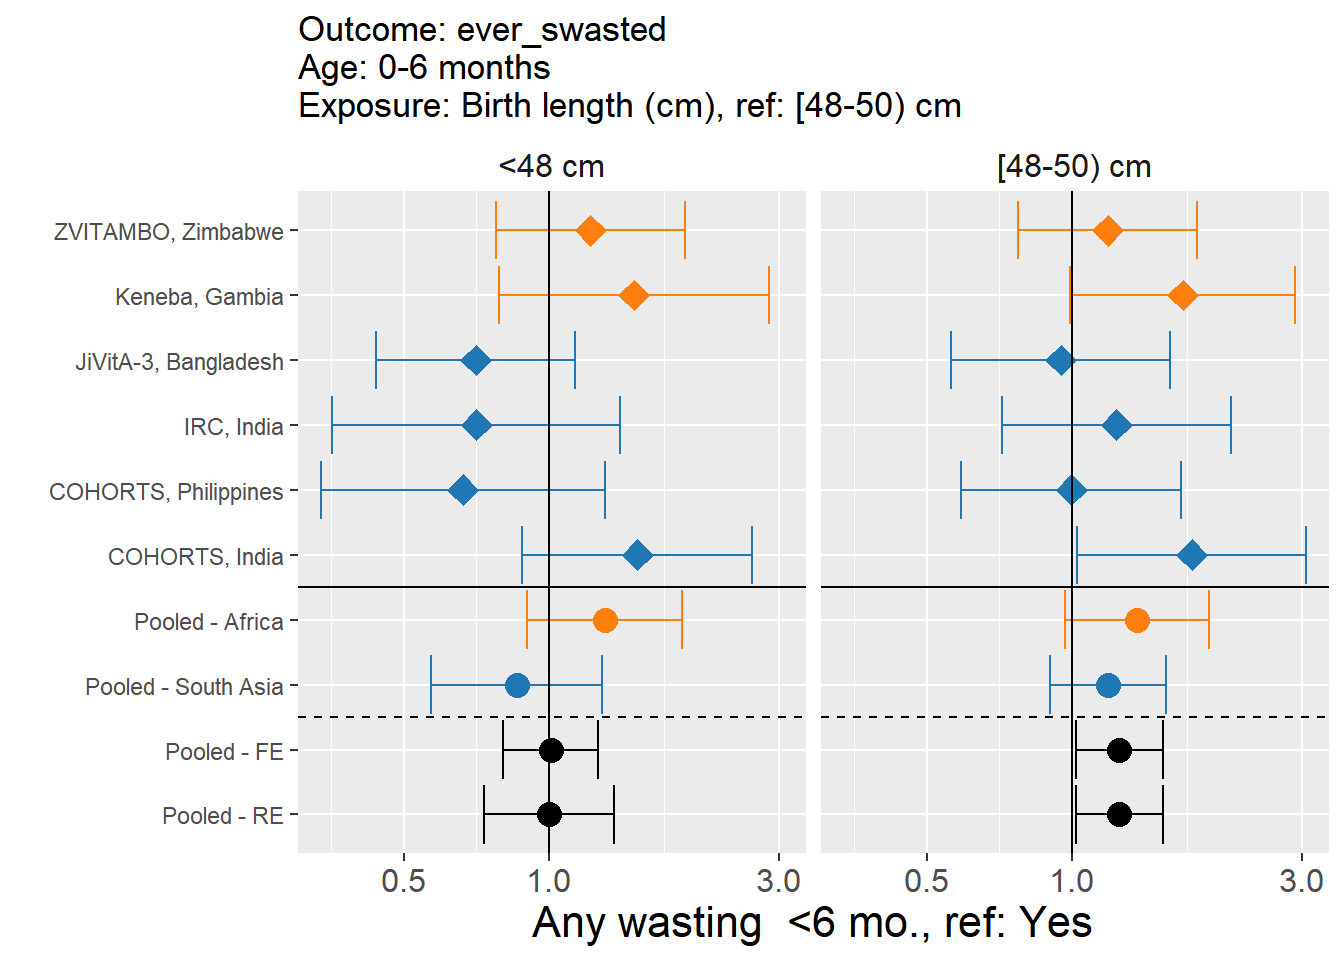 Outcome: ever_swasted
Age: 0-6 months
Exposure: Birth length (cm), ref: [48-50) cm
<48 cm
[48-50) cm
ZVITAMBO, Zimbabwe
Keneba, Gambia
JiVitA-3, Bangladesh
IRC, India
COHORTS, Philippines
COHORTS, India
Pooled - Africa
Pooled - South Asia
Pooled - FE
Pooled - RE
0.5 1.0 3.0 0.5 1.0 3.0
Any wasting  <6 mo., ref: Yes